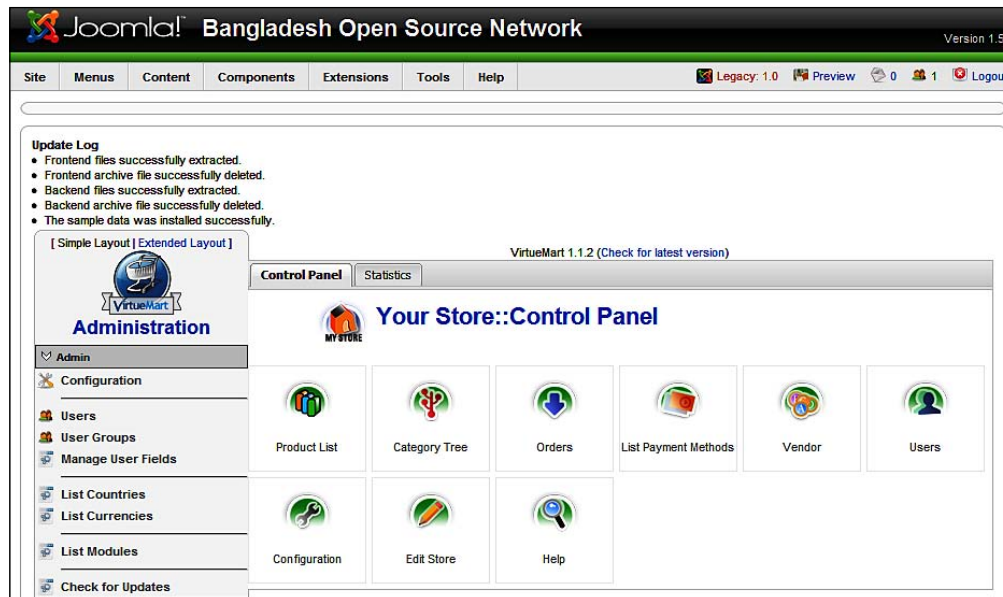 Joomla! Bangladesh Open Source Network
Version 1.5
Site Menus Content Components Extensions Tools Help Legacy: 1.0 Preview 0 1 Logou
Update Log
Frontend files successfully extracted.
Frontend archive file successfully deleted.
Backend files successfully extracted.
Backend archive file successfully deleted.
The sample data was installed successfully.
[ Simple Layout | Extended Layout ]
VirtueMart 1.1.2 (Check for latest version)
Control Panel Statistics
VirtueMart
Administration
MY STORE
Your Store::Control Panel
Admin
Configuration
Users
User Groups
Manage User Fields
List Countries
List Currencies
List Modules
Check for Updates
Product List Category Tree Orders List Payment Methods Vendor Users
Configuration Edit Store Help